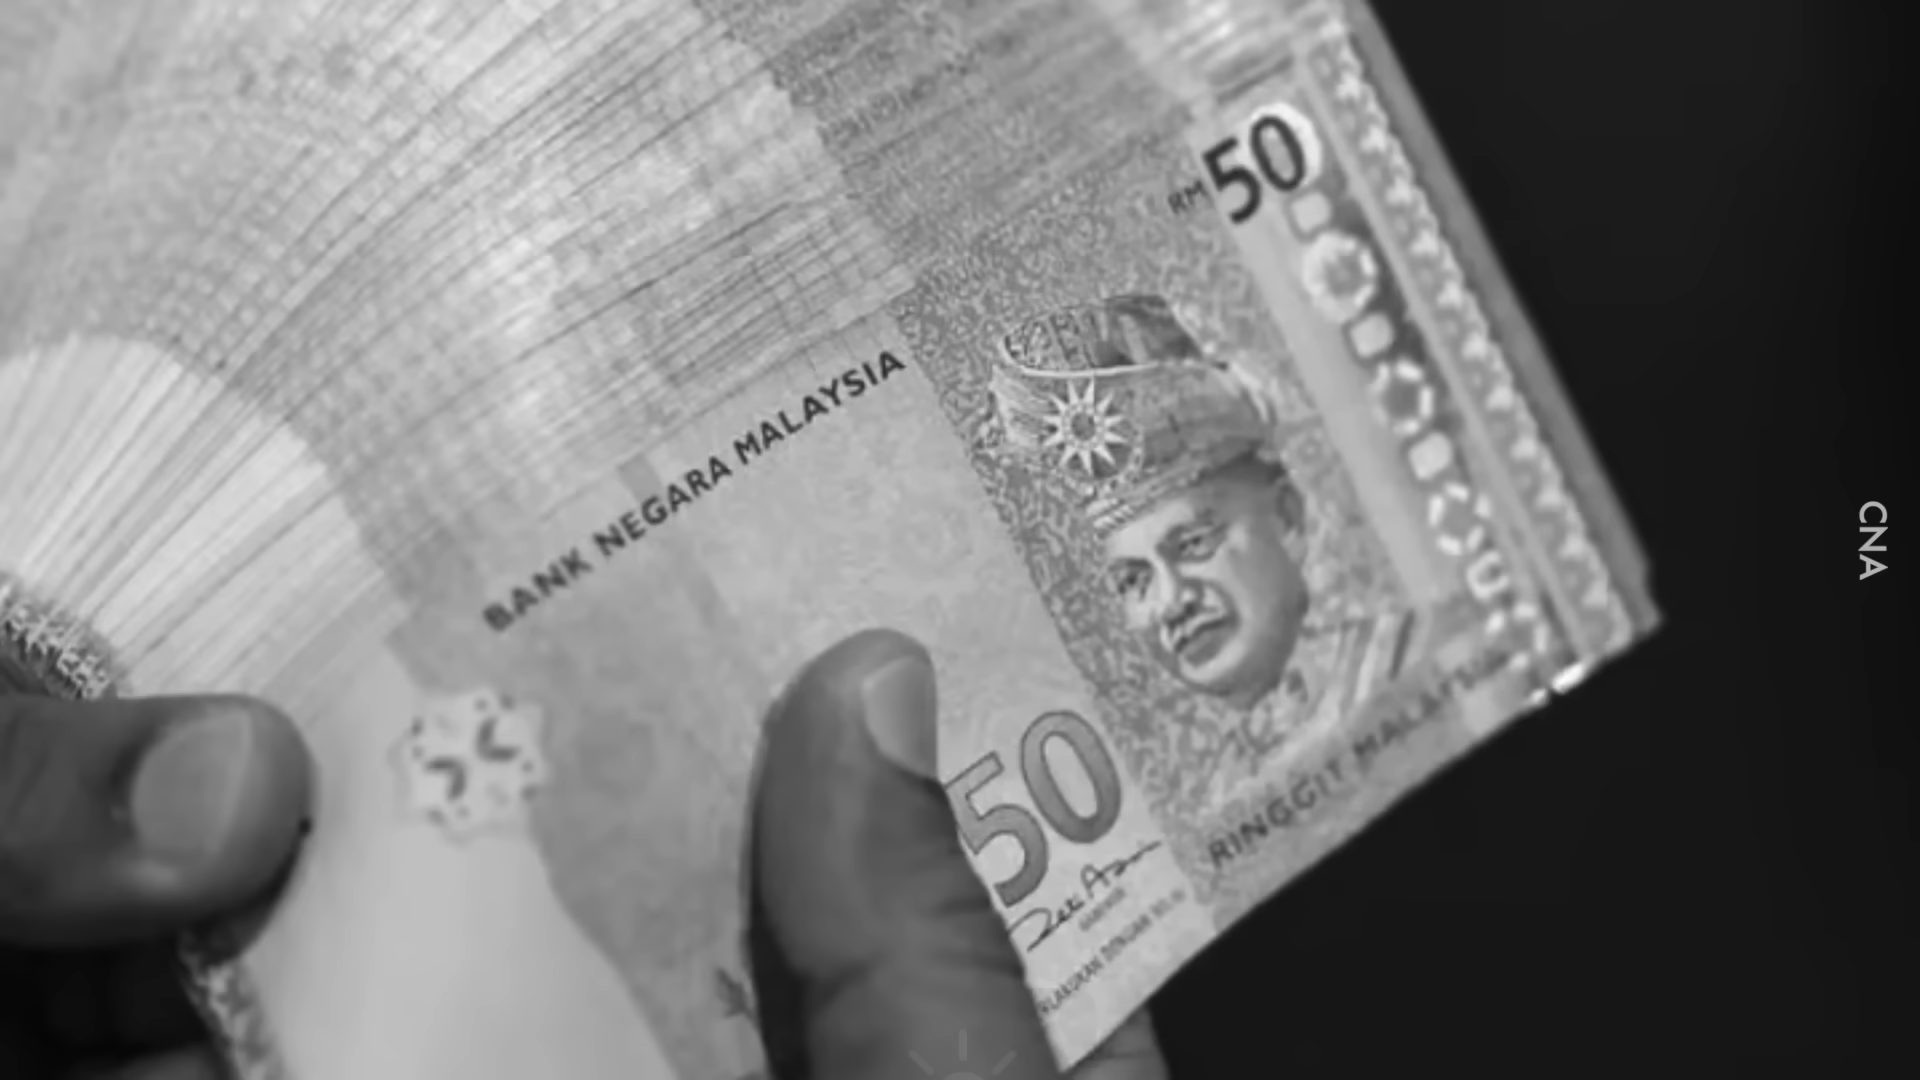 RM50
BANK NEGARA MALAYSIA
50
RINGGIT MALAYSIA
CNA